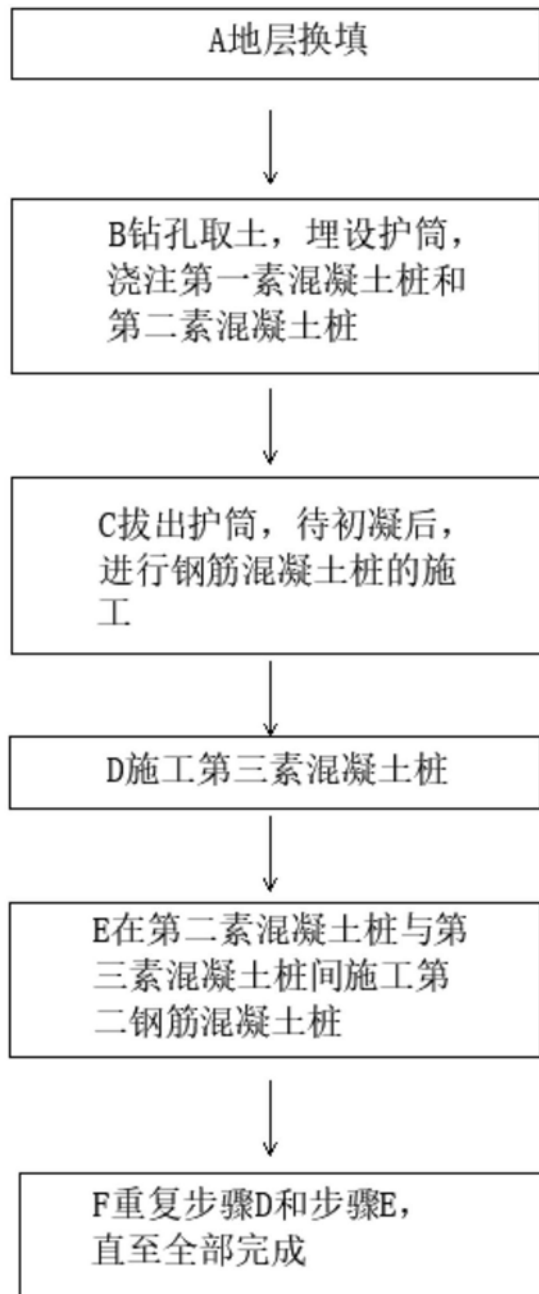 A地层换填
B钻孔取土，埋设护筒，
浇注第一素混凝土桩和
第二素混凝土桩
C拔出护筒，待初凝后，
进行钢筋混凝土桩的施
工
D施工第三素混凝土桩
E在第二素混凝土桩与第
三素混凝土桩间施工第
二钢筋混凝土桩
F重复步骤D和步骤E，
直至全部完成